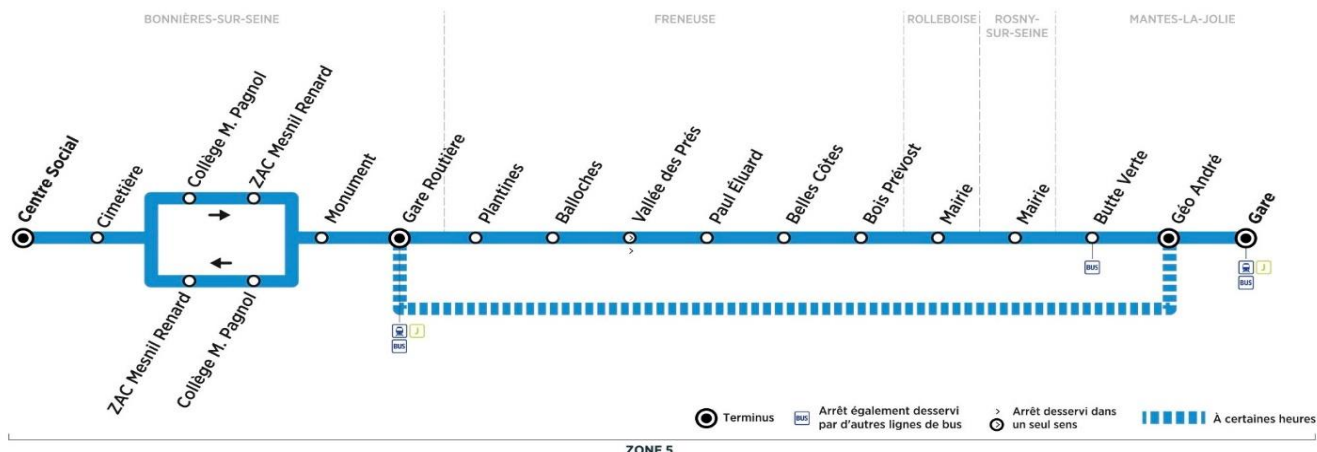 BONNIÈRES-SUR-SEINE
FRENEUSE
ROLLEBOISE
ROSNY-
SUR-SEINE
MANTES-LA-JOLIE
Centre Social
Cimetière
Collège M. Pagnol
ZAC Mesnil Renard
ZAC Mesnil Renard
Collège M. Pagnol
Monument
Gare Routière
Plantines
Balloches
Vallée des Prés
Paul Éluard
Belles Côtes
Bois Prévost
Mairie
Mairie
Butte Verte
Géo André
Gare
J
BUS
BUS
J
BUS
Terminus
BUS
Arrêt également desservi
par d'autres lignes de bus
Arrêt desservi dans
un seul sens
À certaines heures
ZONE 5